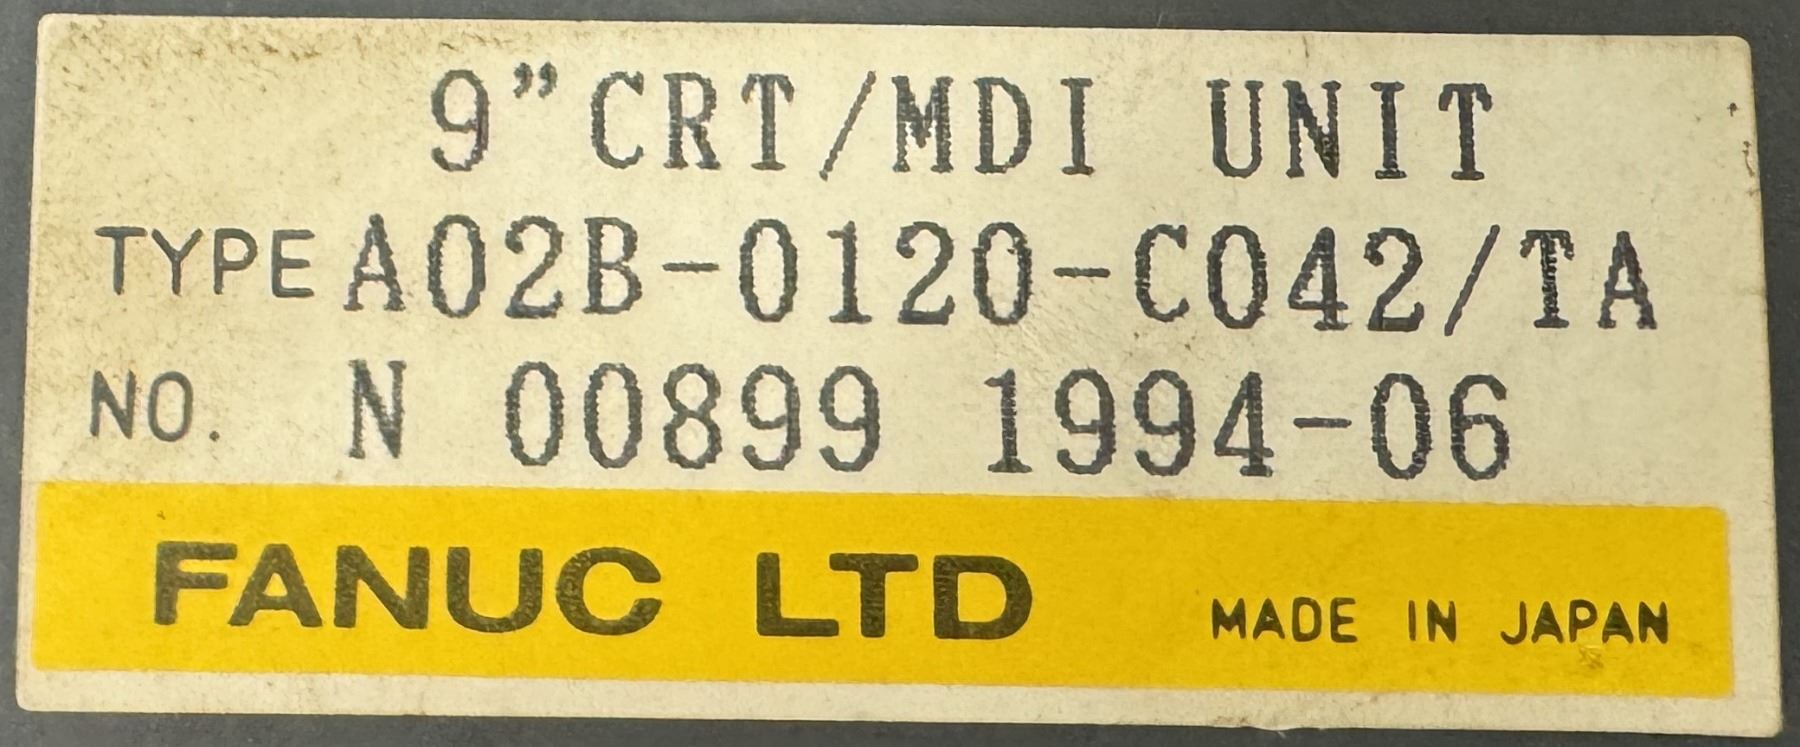 9”CRT/MDI UNIT
TYPE A02B-0120-C042/TA
NO. N 00899 1994-06
FANUC LTD MADE IN JAPAN